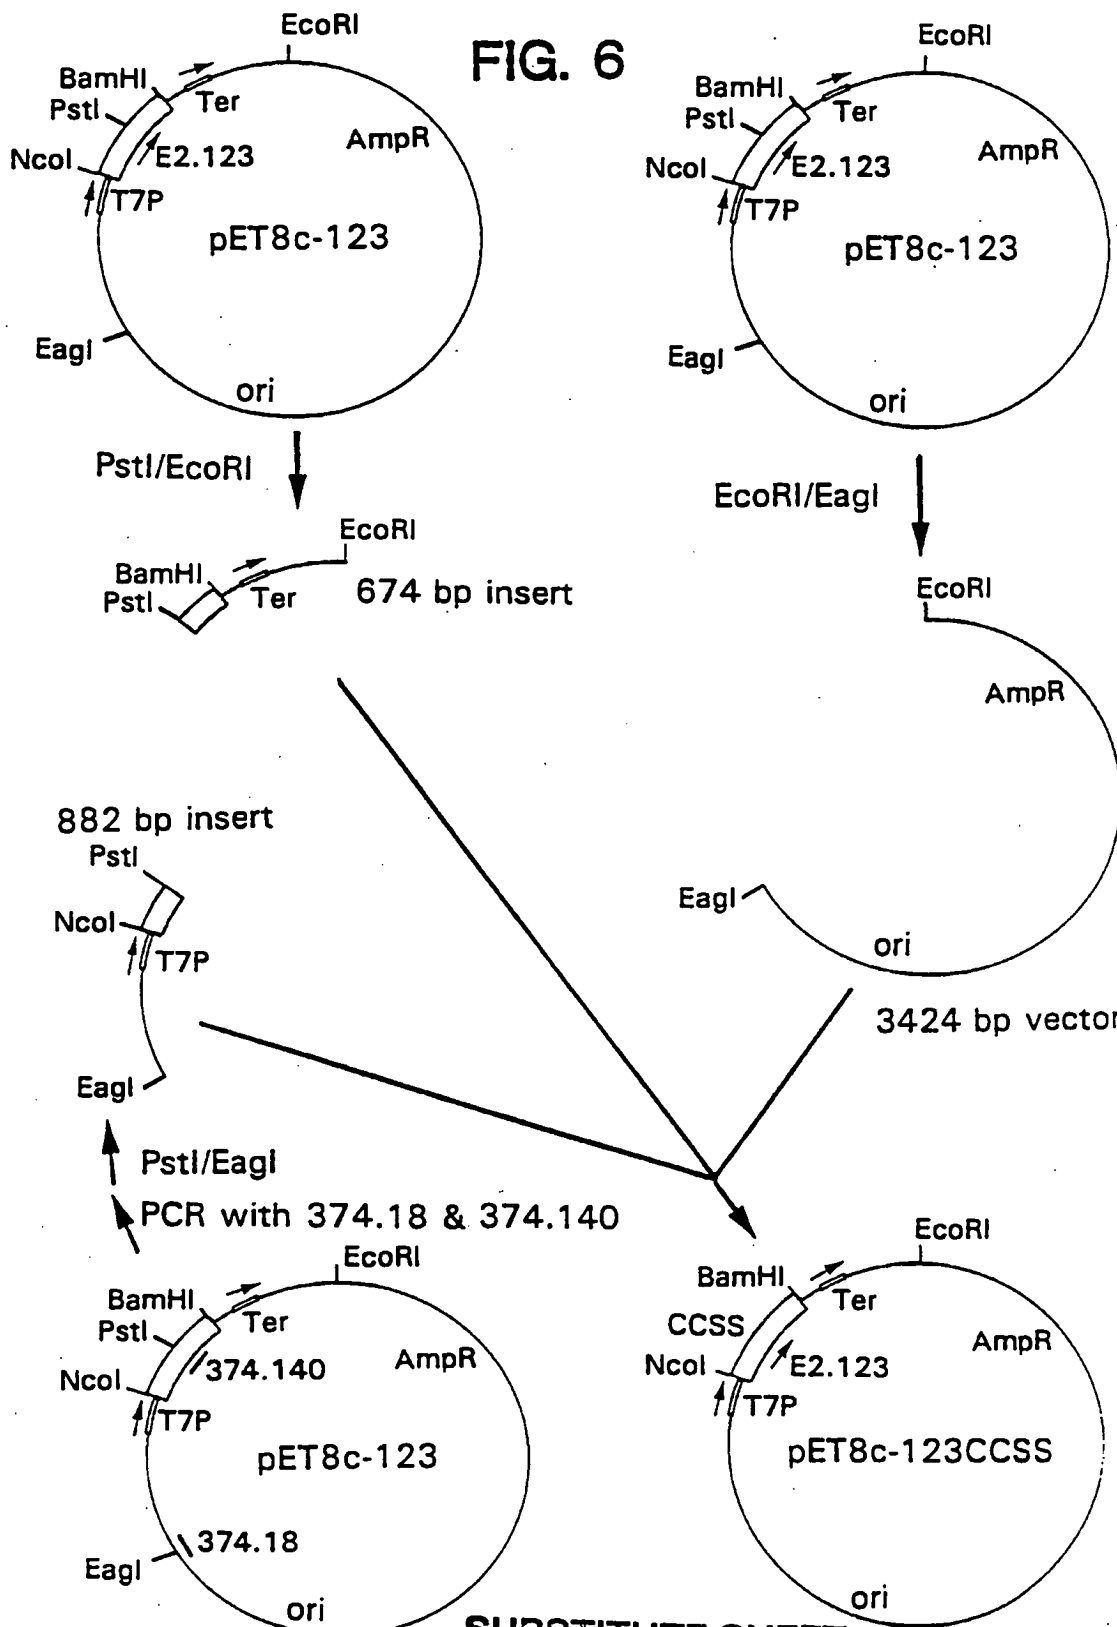 FIG. 6
EcoRI
BamHI
PstI
Ter
AmpR
NcoI
E2.123
T7P
pET8c-123
EagI
ori
EcoRI
BamHI
PstI
Ter
AmpR
NcoI
E2.123
T7P
pET8c-123
EagI
ori
PstI/EcoRI
EcoRI/EagI
EcoRI
BamHI
PstI
Ter
674 bp insert
EcoRI
AmpR
EagI
ori
3424 bp vector
882 bp insert
PstI
NcoI
T7P
EagI
PstI/EagI
PCR with 374.18 & 374.140
EcoRI
BamHI
Ter
PstI
374.140
AmpR
NcoI
T7P
pET8c-123
374.18
EagI
ori
EcoRI
BamHI
Ter
CCSS
AmpR
NcoI
E2.123
T7P
pET8c-123CCSS
ori
SUBSTITUTE SHEET